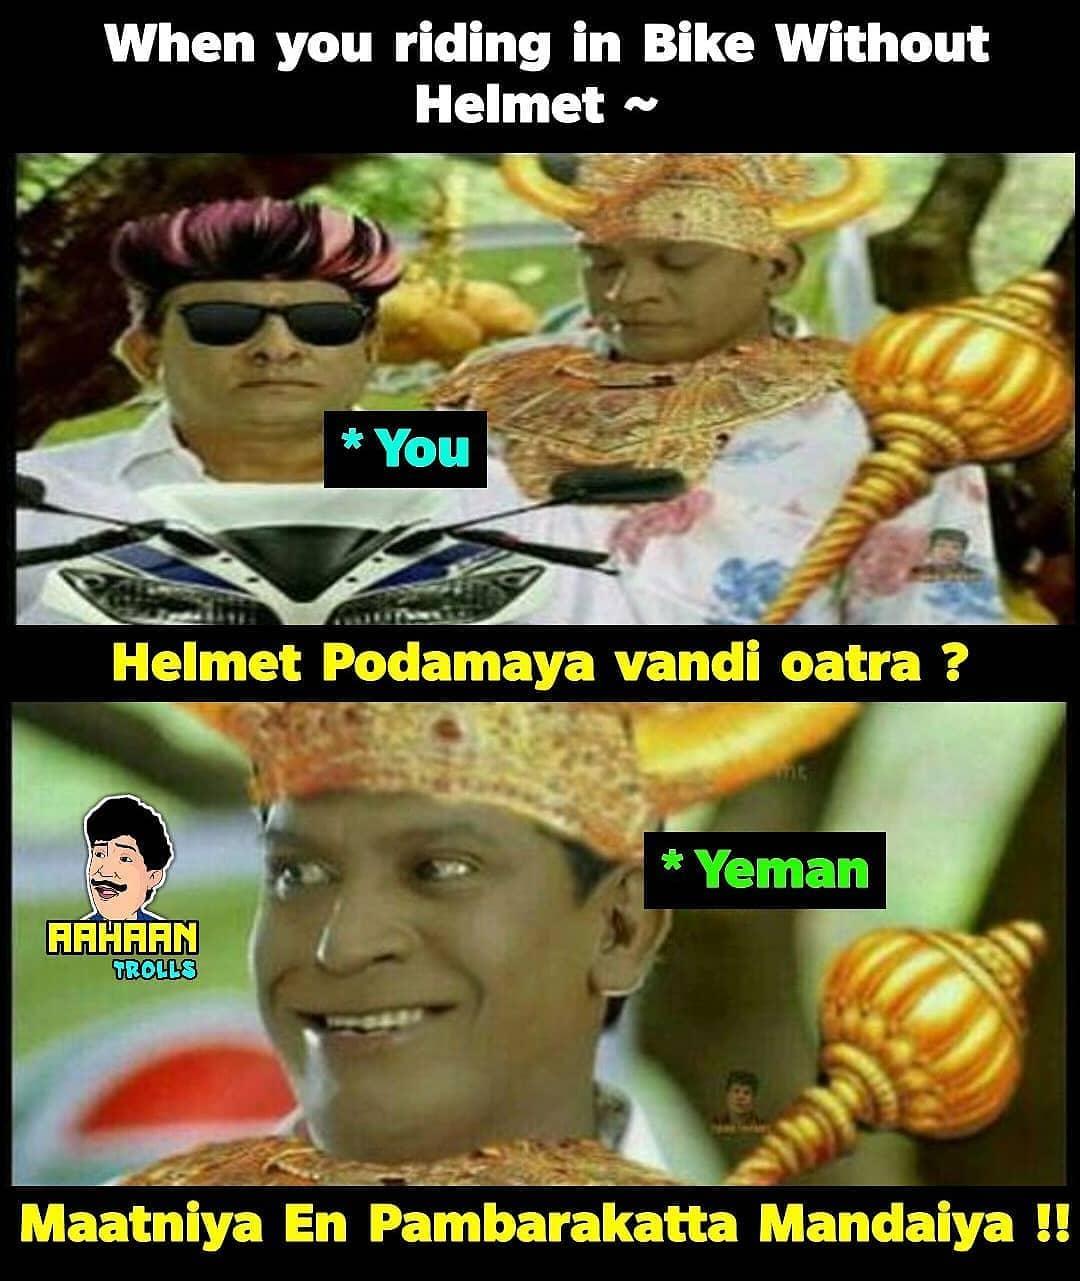 When you riding in Bike Without
Helmet ~
* You
Helmet Podamaya vandi oatra ?
* Yeman
AAHAAN
TROLLS
Maatniya En Pambarakatta Mandaiya !!